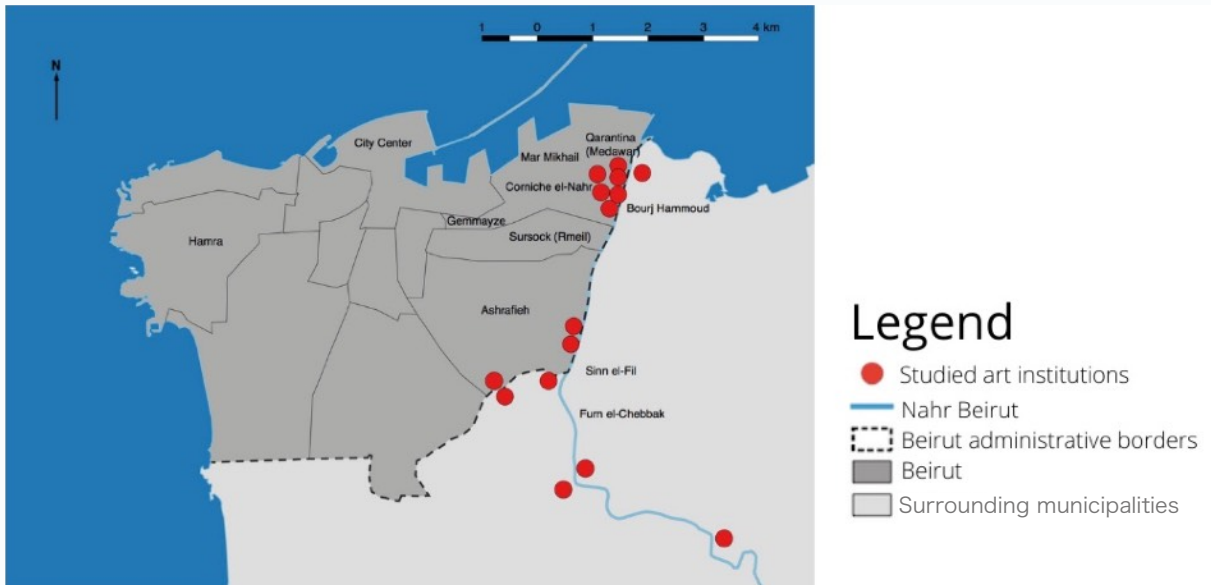 1 0 1 2 3 4 km
N
City Center
Qarantina
(Medawar)
Mar Mikhail
Corniche el-Nahr
Bourj Hammoud
Gemmayze
Sursock (Rmeil)
Hamra
Ashrafieh
Sinn el-Fil
Furn el-Chebbak
Legend
Studied art institutions
Nahr Beirut
Beirut administrative borders
Beirut
Surrounding municipalities